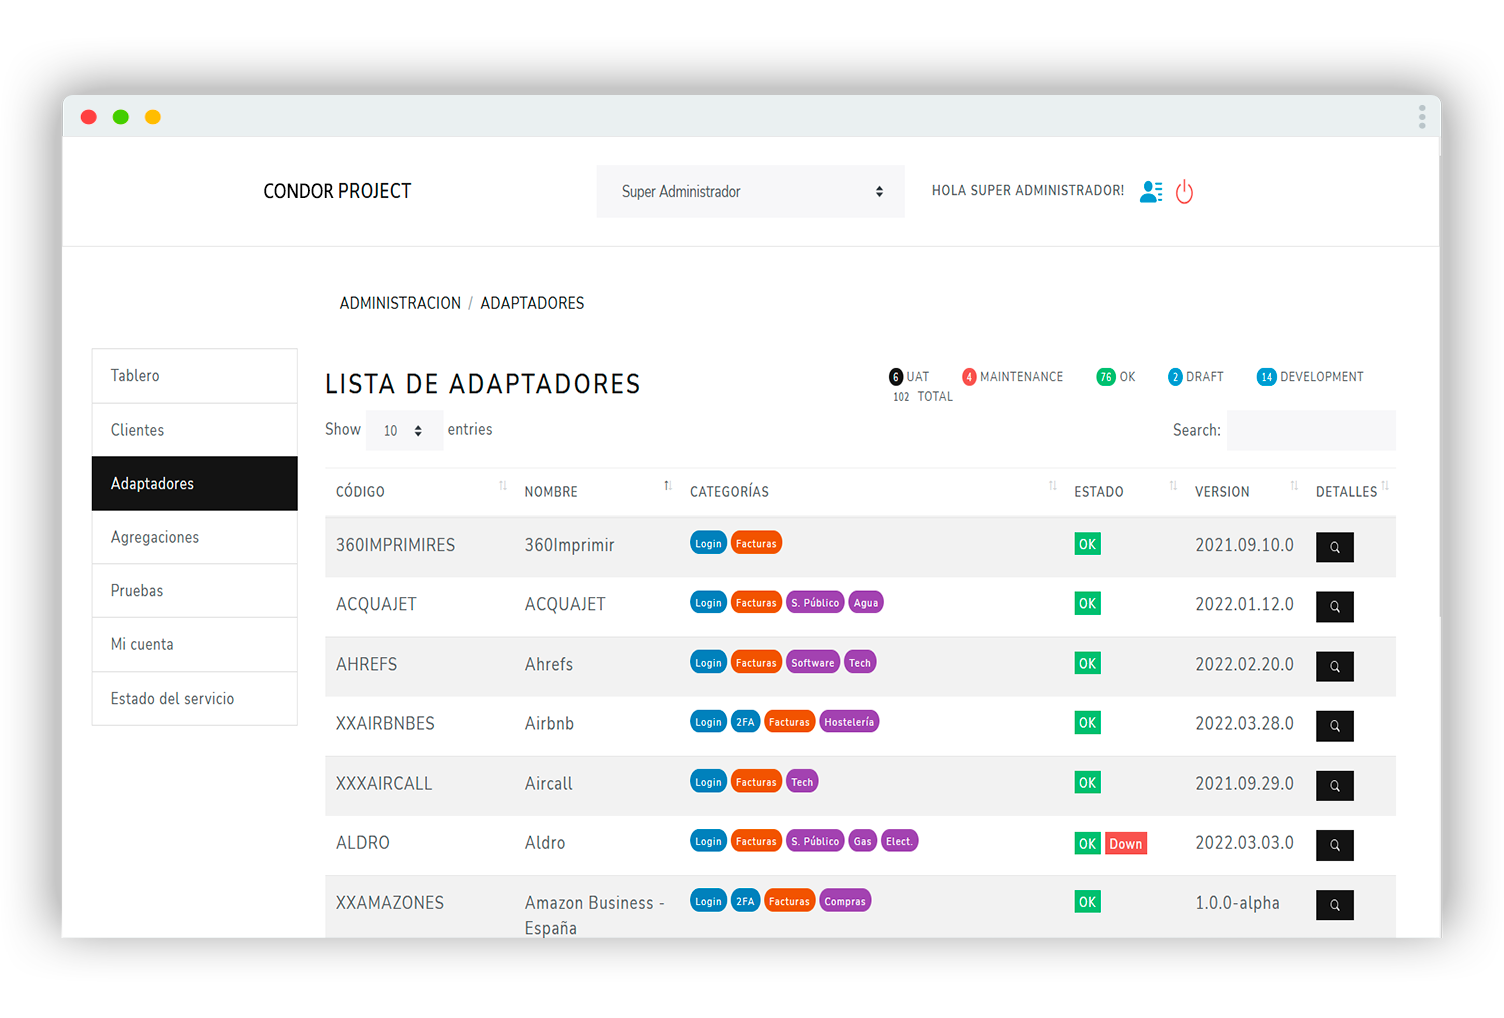 CONDOR PROJECT
Super Administrador
HOLA SUPER ADMINISTRADOR!
ADMINISTRACION / ADAPTADORES
Tablero
Clientes
Adaptadores
Agregaciones
Pruebas
Mi cuenta
Estado del servicio
LISTA DE ADAPTADORES
6 UAT 4 MAINTENANCE 76 OK 2 DRAFT 14 DEVELOPMENT
102 TOTAL
Show 10 entries
Search:
CÓDIGO NOMBRE CATEGORÍAS ESTADO VERSION DETALLES
360IMPRIMIRES 360Imprimir Login Facturas OK 2021.09.10.0
ACQUAJET ACQUAJET Login Facturas S. Público Agua OK 2022.01.12.0
AHREFS Ahrefs Login Facturas Software Tech OK 2022.02.20.0
XXAIRBNBES Airbnb Login 2FA Facturas Hostelería OK 2022.03.28.0
XXXAIRCALL Aircall Login Facturas Tech OK 2021.09.29.0
ALDRO Aldro Login Facturas S. Público Gas Elect. OK Down 2022.03.03.0
XXAMAZONES Amazon Business - Login 2FA Facturas Compras OK 1.0.0-alpha
España